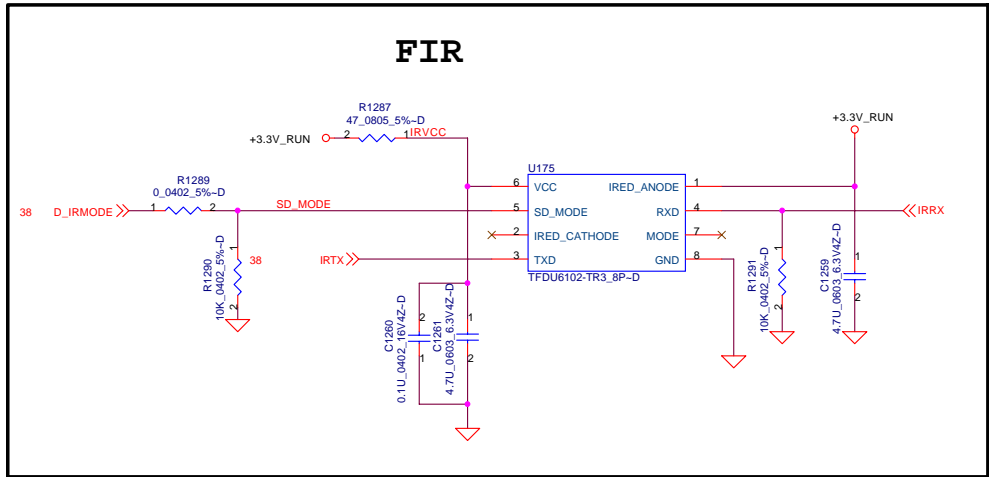 FIR
R1287
47_0805_5%~D
+3.3V_RUN
2
1
IRVCC
+3.3V_RUN
R1289
0_0402_5%~D
38
D_IRMODE
1
2
SD_MODE
U175
6
VCC
IRED_ANODE
1
5
SD_MODE
RXD
4
IRRX
2
IRED_CATHODE
MODE
7
IRTX
3
TXD
GND
8
TFDU6102-TR3_8P~D
R1290
10K_0402_5%~D
1
2
38
C1260
0.1U_0402_16V4Z~D
2
1
C1261
4.7U_0603_6.3V4Z~D
1
2
R1291
10K_0402_5%~D
1
2
C1259
4.7U_0603_6.3V4Z~D
1
2